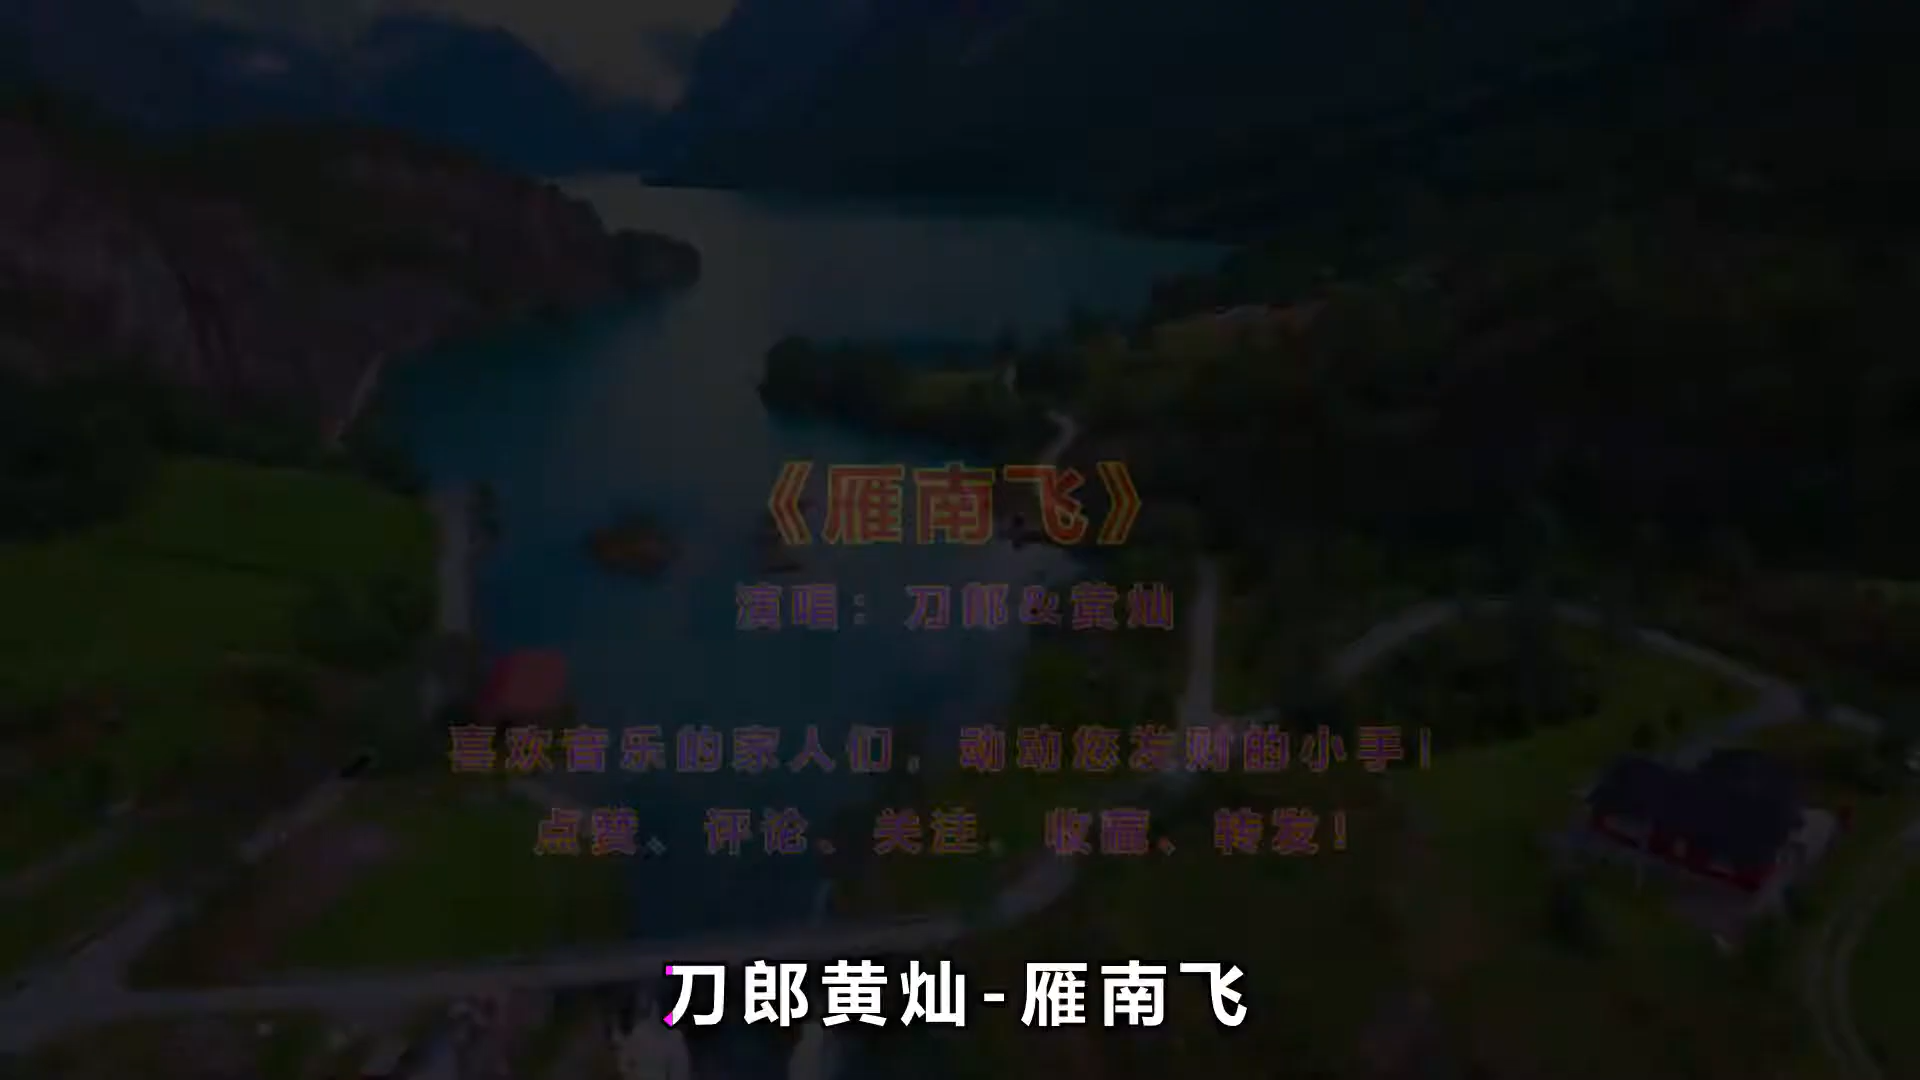 《雁南飞》
演唱：刀郎&黄灿
喜欢音乐的家人们，动动您发财的小手！
点赞、评论、关注、收藏、转发！
刀郎黄灿-雁南飞